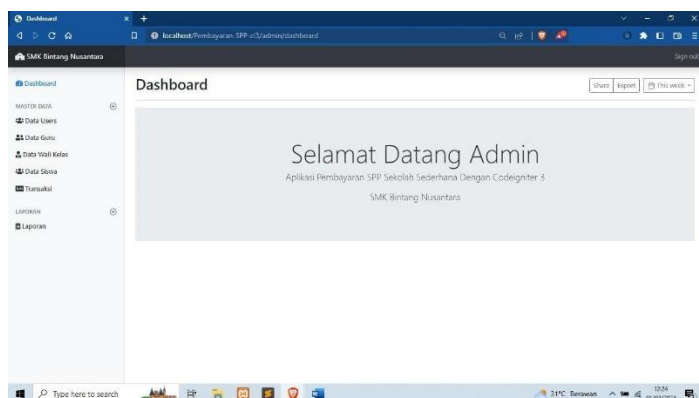 Dashboard
localhost/Pembayaran-SPP-ci3/admin/dashboard
SMK Bintang Nusantara
Sign out
Dashboard
MASTER DATA
Data Users
Data Guru
Data Wali Kelas
Data Siswa
Transaksi
LAPORAN
Laporan
Dashboard
Share Export This week
Selamat Datang Admin
Aplikasi Pembayaran SPP Sekolah Sederhana Dengan Codeigniter 3
SMK Bintang Nusantara
Type here to search
31°C Berawan
12:24